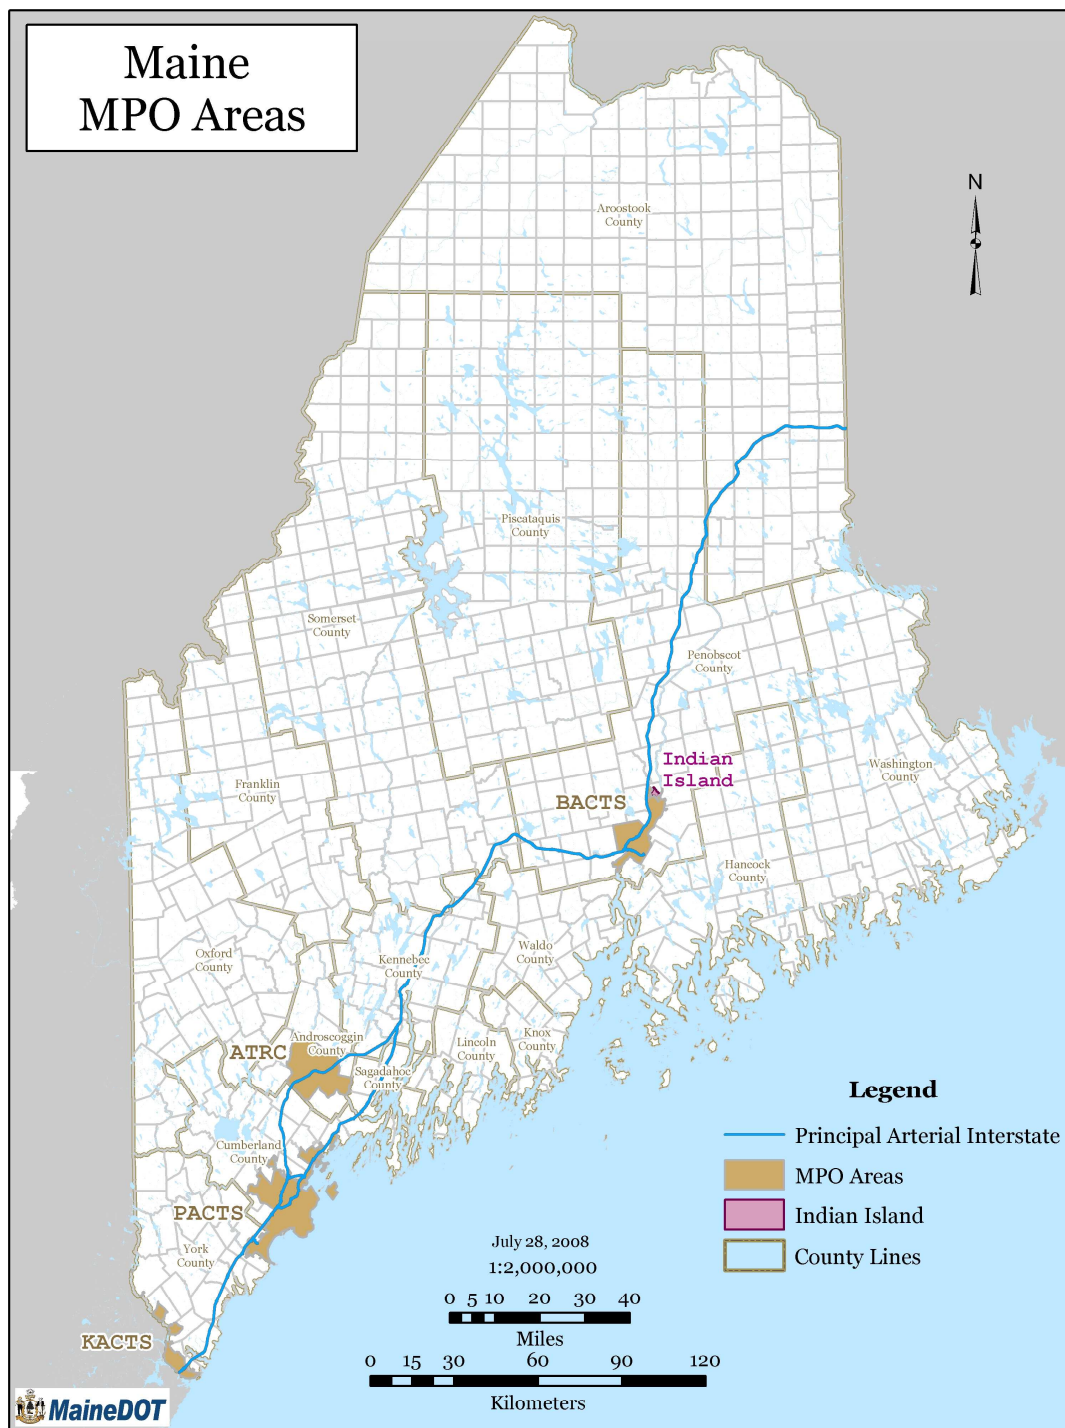 Maine
MPO Areas
N
Aroostook
County
Piscataquis
County
Somerset
County
Penobscot
County
Indian
Island
Washington
County
Franklin
County
BACTS
Hancock
County
Oxford
County
Waldo
County
Kennebec
County
Androscoggin
County
ATRC
Knox
County
Lincoln
County
Sagadahoc
County
Cumberland
County
PACTS
York
County
KACTS
Legend
Principal Arterial Interstate
MPO Areas
Indian Island
County Lines
July 28, 2008
1:2,000,000
0 5 10 20 30 40
Miles
0 15 30 60 90 120
Kilometers
MaineDOT